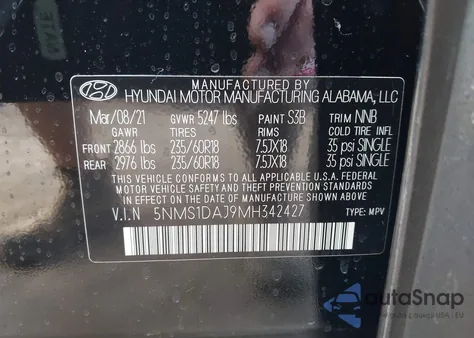 MANUFACTURED BY
HYUNDAI MOTOR MANUFACTURING ALABAMA, LLC
Mar/08/21 GVWR 5247 lbs PAINT S3B TRIM NNB
GAWR TIRES RIMS COLD TIRE INFL
FRONT 2866 lbs 235/60R18 7.5JX18 35 psi SINGLE
REAR 2976 lbs 235/60R18 7.5JX18 35 psi SINGLE
THIS VEHICLE CONFORMS TO ALL APPLICABLE U.S.A. FEDERAL
MOTOR VEHICLE SAFETY STANDARDS IN EFFECT ON THE DATE OF
MANUFACTURE SHOWN ABOVE.
V.I.N 5NMS1DAJ9MH342427 TYPE: MPV
autoSnap